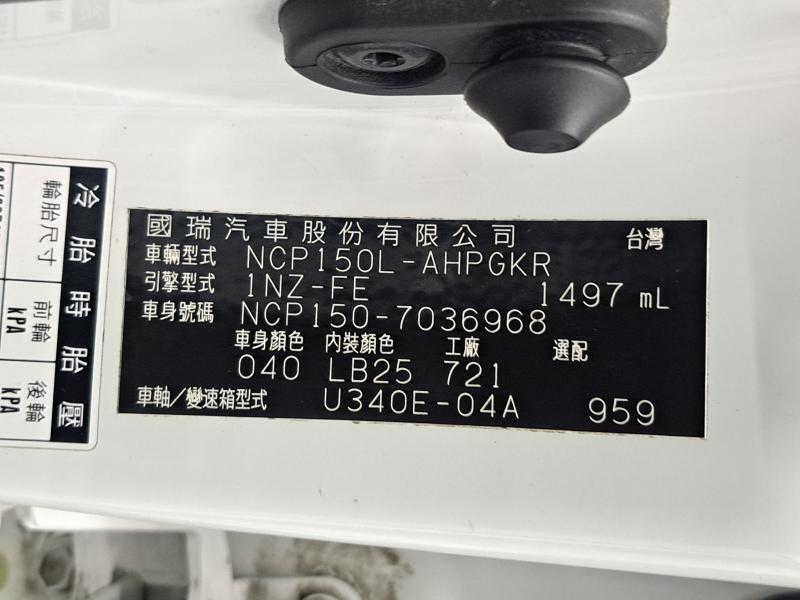 國瑞汽車股份有限公司 台灣
車輛型式 NCP150L-AHPGKR
引擎型式 1NZ-FE 1497 mL
車身號碼 NCP150-7036968
車身顏色 內裝顏色 工廠 選配
040 LB25 721
車軸/變速箱型式 U340E-04A 959
冷胎時胎壓
輪胎尺寸
前輪 kPA
後輪 kPA